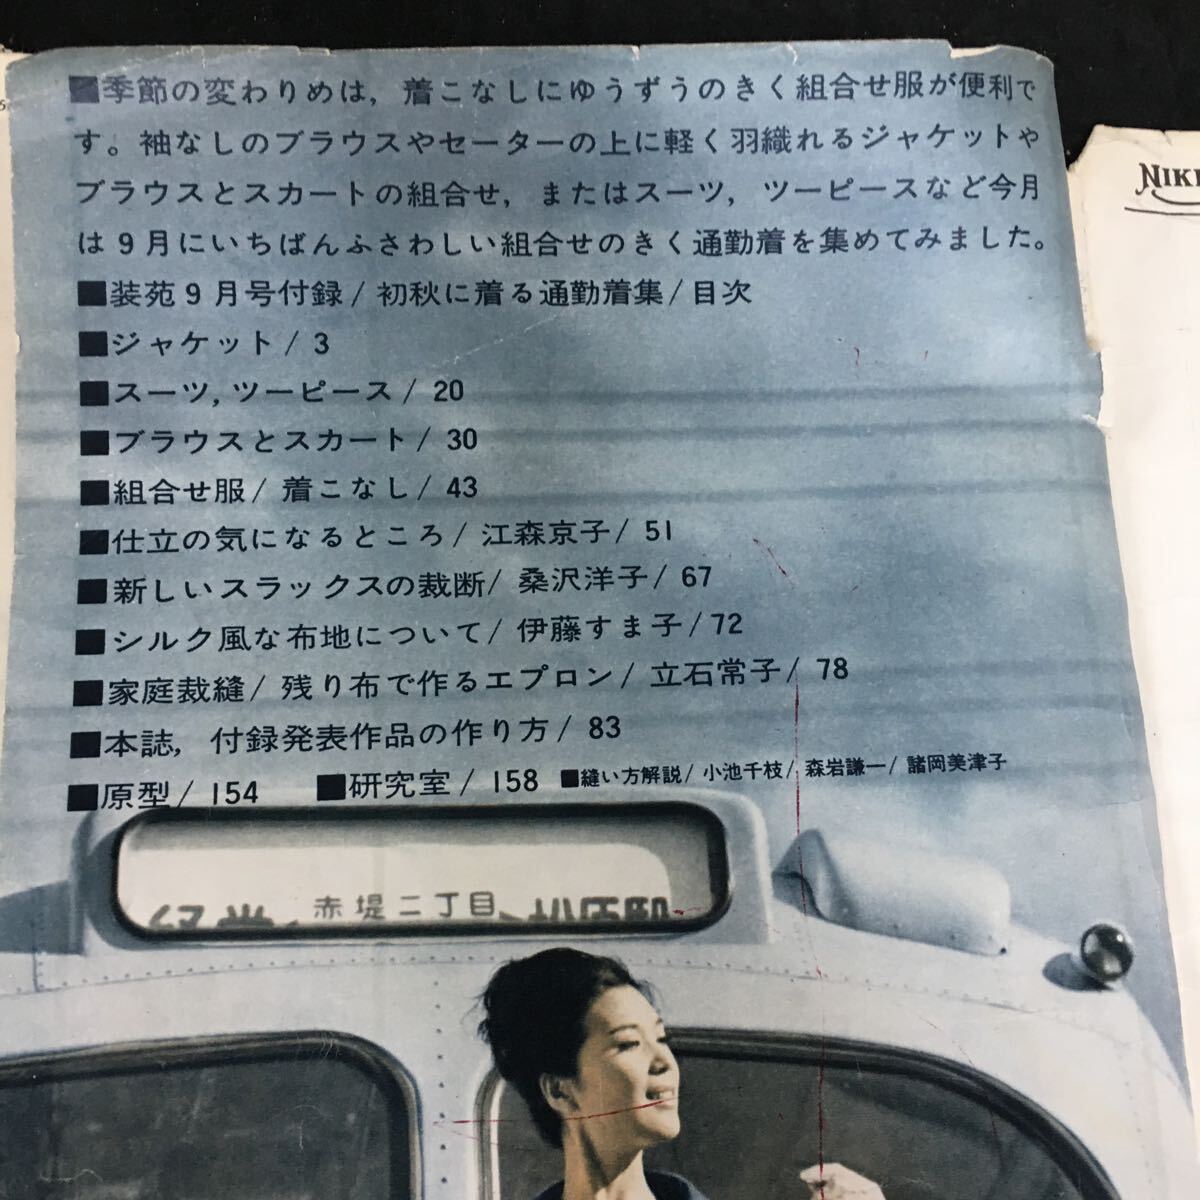 ■季節の変わりめは，着こなしにゆうずうのきく組合せ服が便利で
す。袖なしのブラウスやセーターの上に軽く羽織れるジャケットや
ブラウスとスカートの組合せ，またはスーツ，ツーピースなど今月
は9月にいちばんふさわしい組合せのきく通勤着を集めてみました。
■装苑9月号付録/初秋に着る通勤着集/目次
■ジャケット/3
■スーツ,ツーピース/20
■ブラウスとスカート/30
■組合せ服/着こなし/43
■仕立の気になるところ/江森京子/51
■新しいスラックスの裁断/桑沢洋子/67
■シルク風な布地について/伊藤すま子/72
■家庭裁縫/残り布で作るエプロン/立石常子/78
■本誌，付録発表作品の作り方/83
■原型/154 ■研究室/158 ■縫い方解説/小池千枝/森岩謙一/諸岡美津子
赤堤二丁目